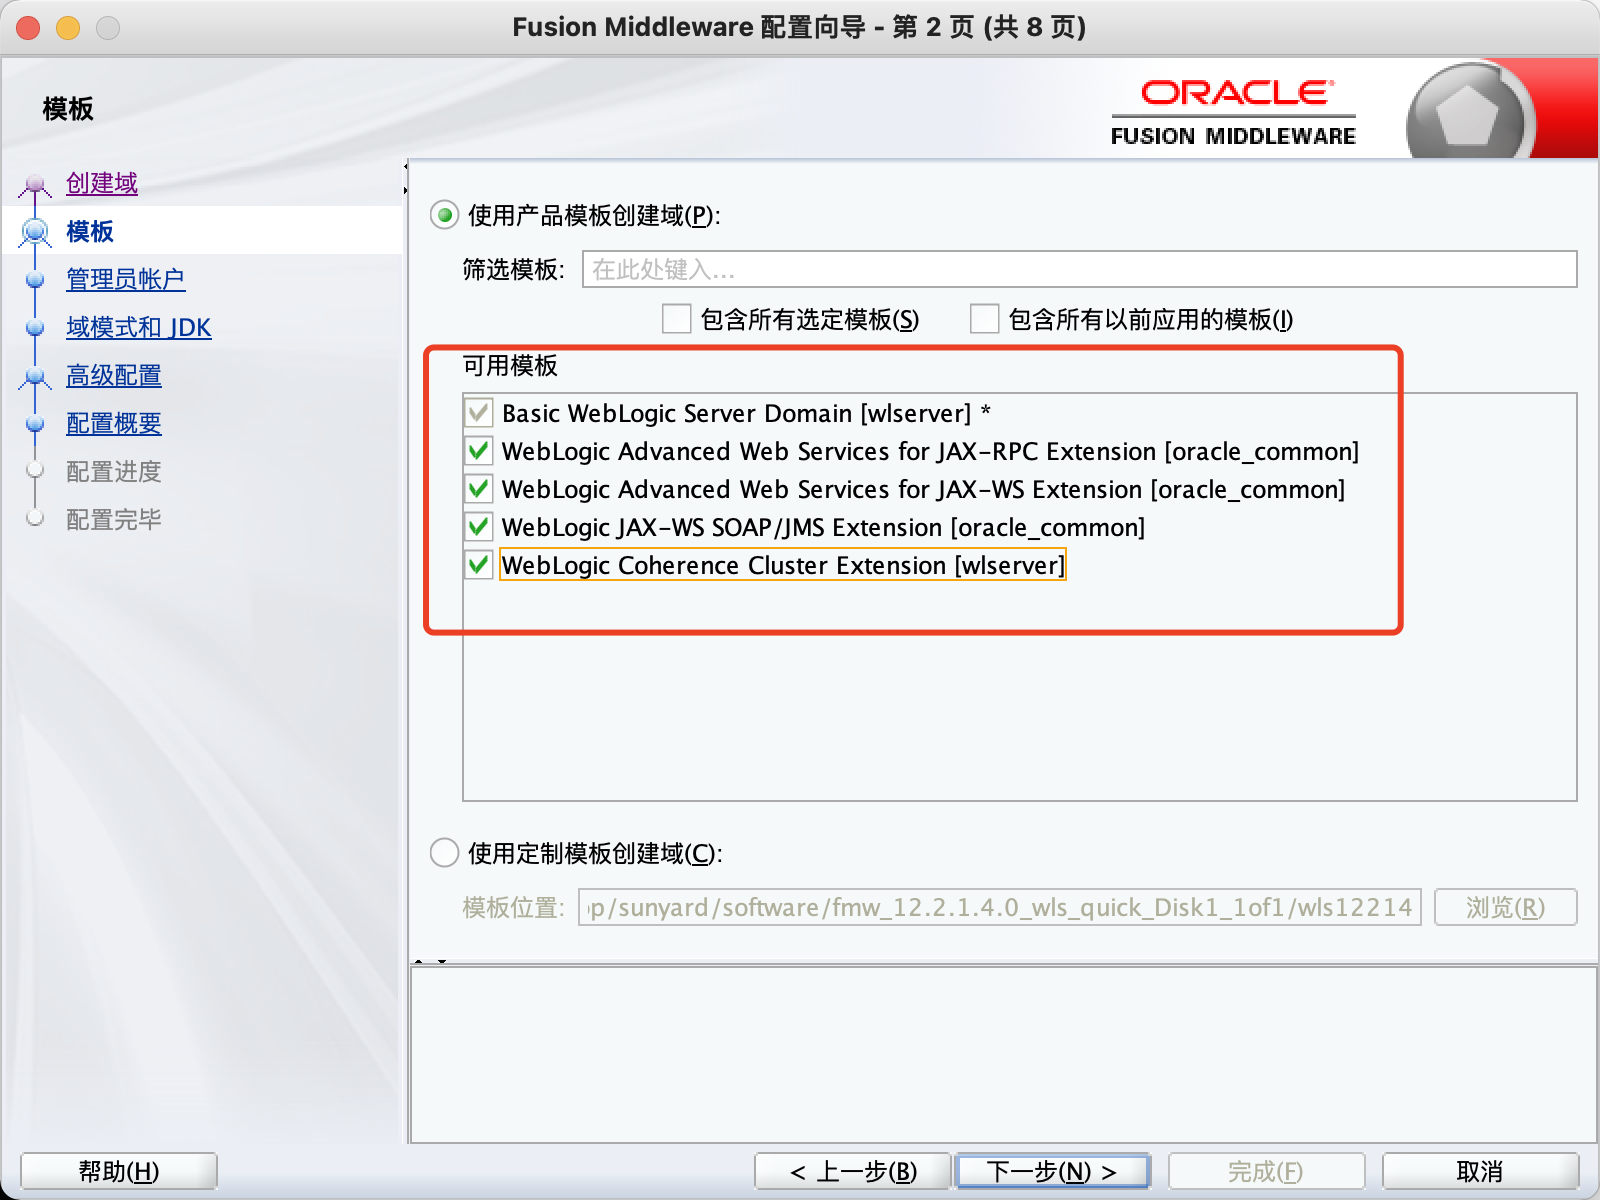 Fusion Middleware 配置向导 - 第 2 页 (共 8 页)
模板
ORACLE
FUSION MIDDLEWARE
创建域
模板
管理员帐户
域模式和 JDK
高级配置
配置概要
配置进度
配置完毕
使用产品模板创建域(P):
筛选模板: 在此处键入...
包含所有选定模板(S) 包含所有以前应用的模板(I)
可用模板
Basic WebLogic Server Domain [wlserver] *
WebLogic Advanced Web Services for JAX-RPC Extension [oracle_common]
WebLogic Advanced Web Services for JAX-WS Extension [oracle_common]
WebLogic JAX-WS SOAP/JMS Extension [oracle_common]
WebLogic Coherence Cluster Extension [wlserver]
使用定制模板创建域(C):
模板位置: p/sunyard/software/fmw_12.2.1.4.0_wls_quick_Disk1_1of1/wls12214 浏览(R)
帮助(H) < 上一步(B) 下一步(N) > 完成(F) 取消